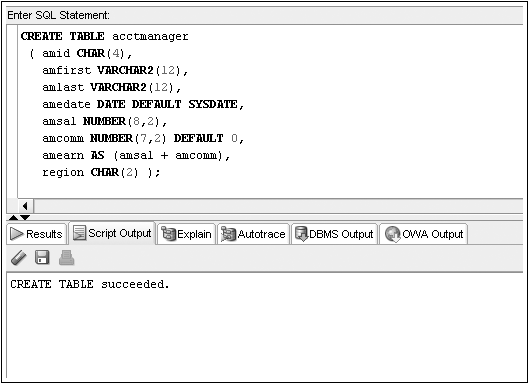 Enter SQL Statement:
CREATE TABLE acctmanager
( amid CHAR(4),
amfirst VARCHAR2(12),
amlast VARCHAR2(12),
amedate DATE DEFAULT SYSDATE,
amsal NUMBER(8,2),
amcomm NUMBER(7,2) DEFAULT 0,
amearn AS (amsal + amcomm),
region CHAR(2) );
Results Script Output Explain Autotrace DBMS Output OWA Output
CREATE TABLE succeeded.